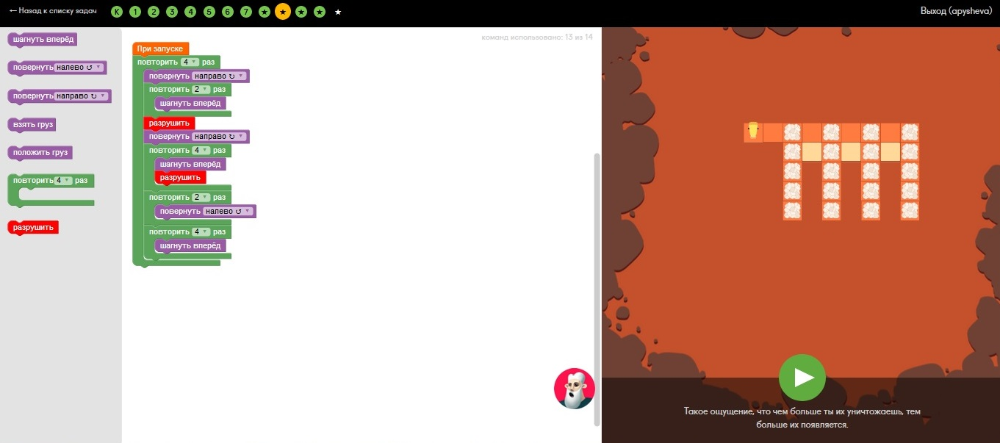 ← Назад к списку задач K 1 2 3 4 5 6 7 ★ ★ ★ ★ ★ Выход (apysheva)
команд использовано: 13 из 14
шагнуть вперёд
повернуть налево ↺
повернуть направо ↻
взять груз
положить груз
повторить 4 раз
разрушить
При запуске
повторить 4 раз
повернуть направо ↻
повторить 2 раз
шагнуть вперёд
разрушить
повернуть направо ↻
повторить 4 раз
шагнуть вперёд
разрушить
повторить 2 раз
повернуть налево ↺
повторить 4 раз
шагнуть вперёд
Такое ощущение, что чем больше ты их уничтожаешь, тем
больше их появляется.